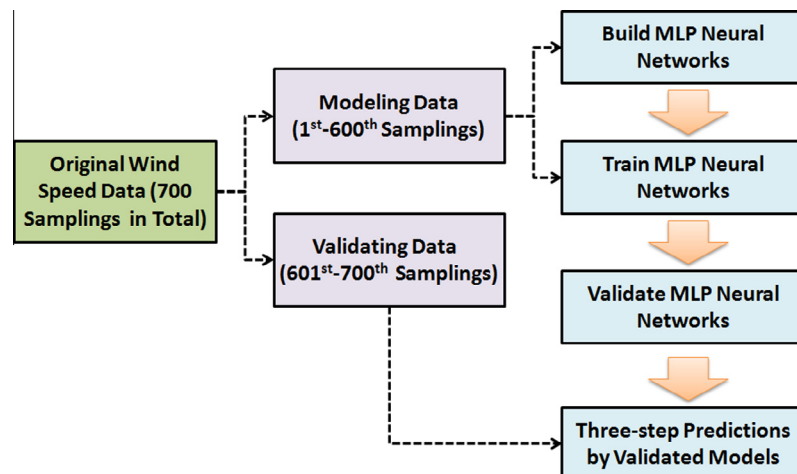 Original Wind
Speed Data (700
Samplings in Total)
Modeling Data
(1st-600th Samplings)
Validating Data
(601st-700th Samplings)
Build MLP Neural
Networks
Train MLP Neural
Networks
Validate MLP Neural
Networks
Three-step Predictions
by Validated Models